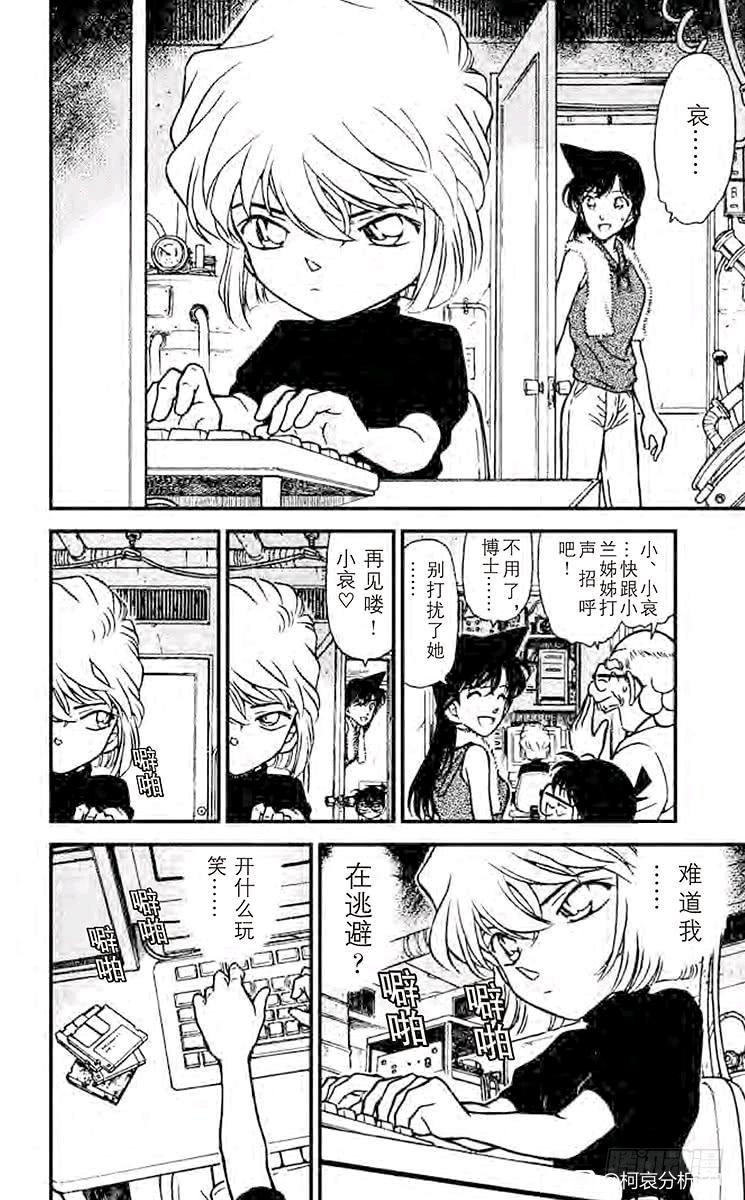 哀
……
小、小哀
…快跟小
兰姊姊打
声招呼
吧！
不用了，
博士……
别打扰了她
……
再见喽！
小哀♡
噼啪
噼啪
难道我
……
在逃避？
噼啪
噼啪
开什么玩
笑……
噼啪
噼啪
@柯哀分析